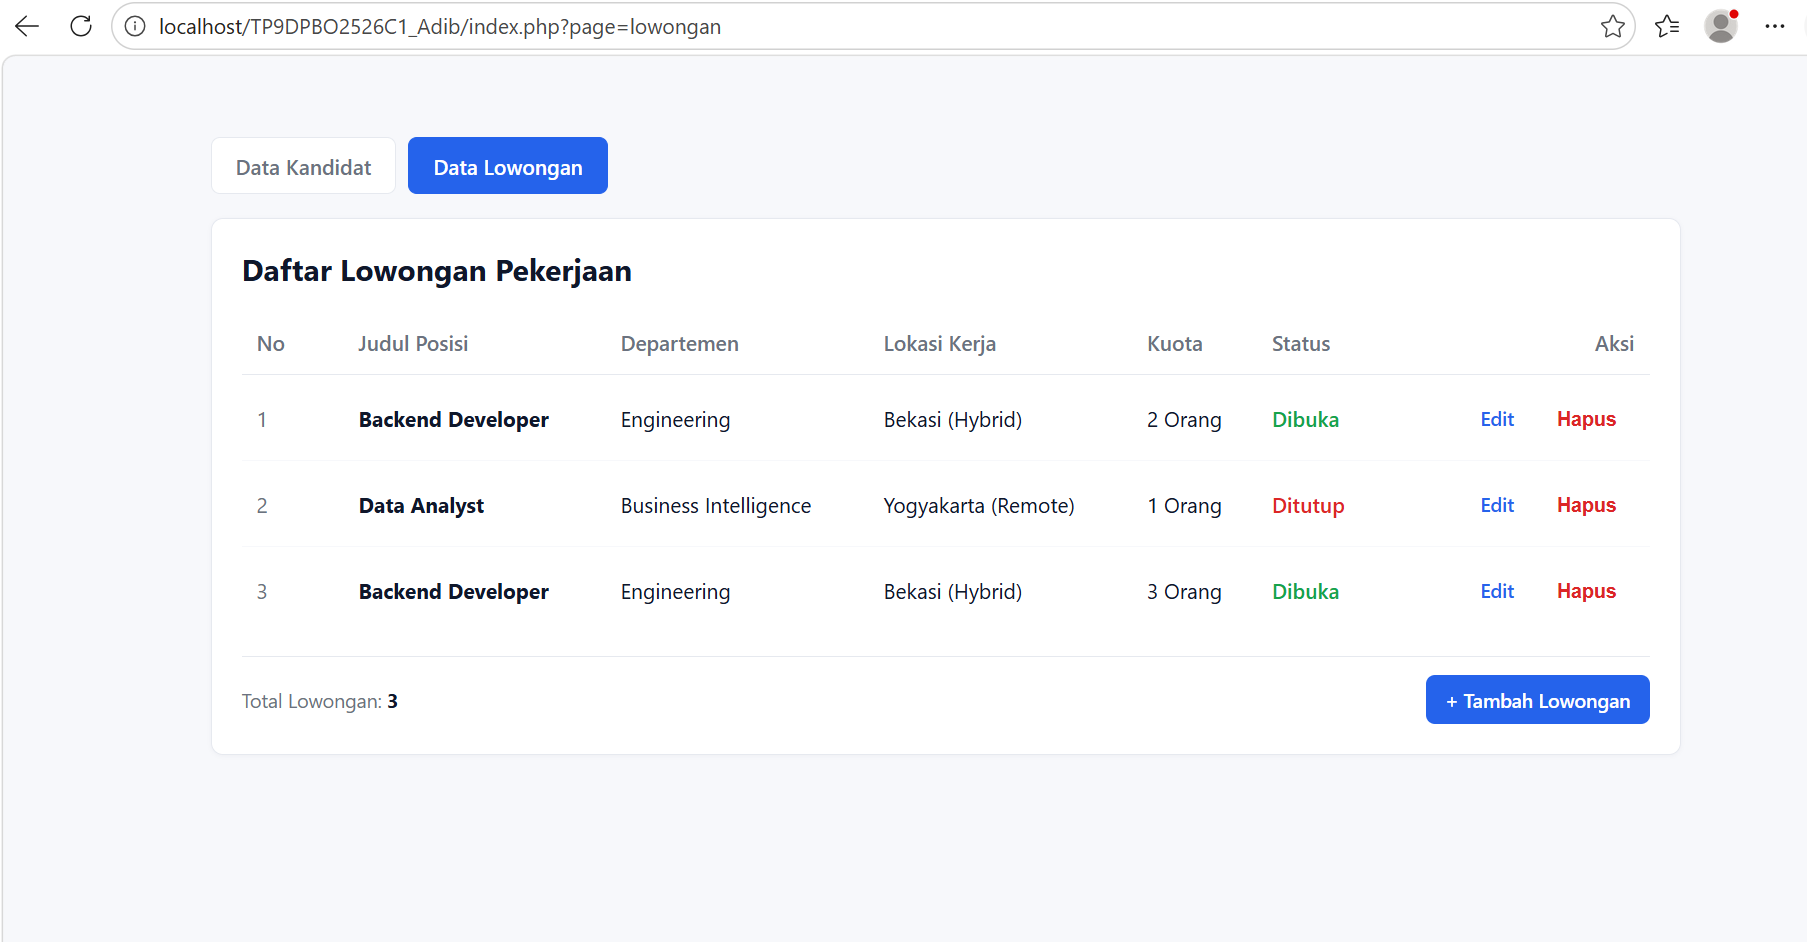 localhost/TP9DPBO2526C1_Adib/index.php?page=lowongan
Data Kandidat Data Lowongan
Daftar Lowongan Pekerjaan
No Judul Posisi Departemen Lokasi Kerja Kuota Status Aksi
1 Backend Developer Engineering Bekasi (Hybrid) 2 Orang Dibuka Edit Hapus
2 Data Analyst Business Intelligence Yogyakarta (Remote) 1 Orang Ditutup Edit Hapus
3 Backend Developer Engineering Bekasi (Hybrid) 3 Orang Dibuka Edit Hapus
Total Lowongan: 3 + Tambah Lowongan